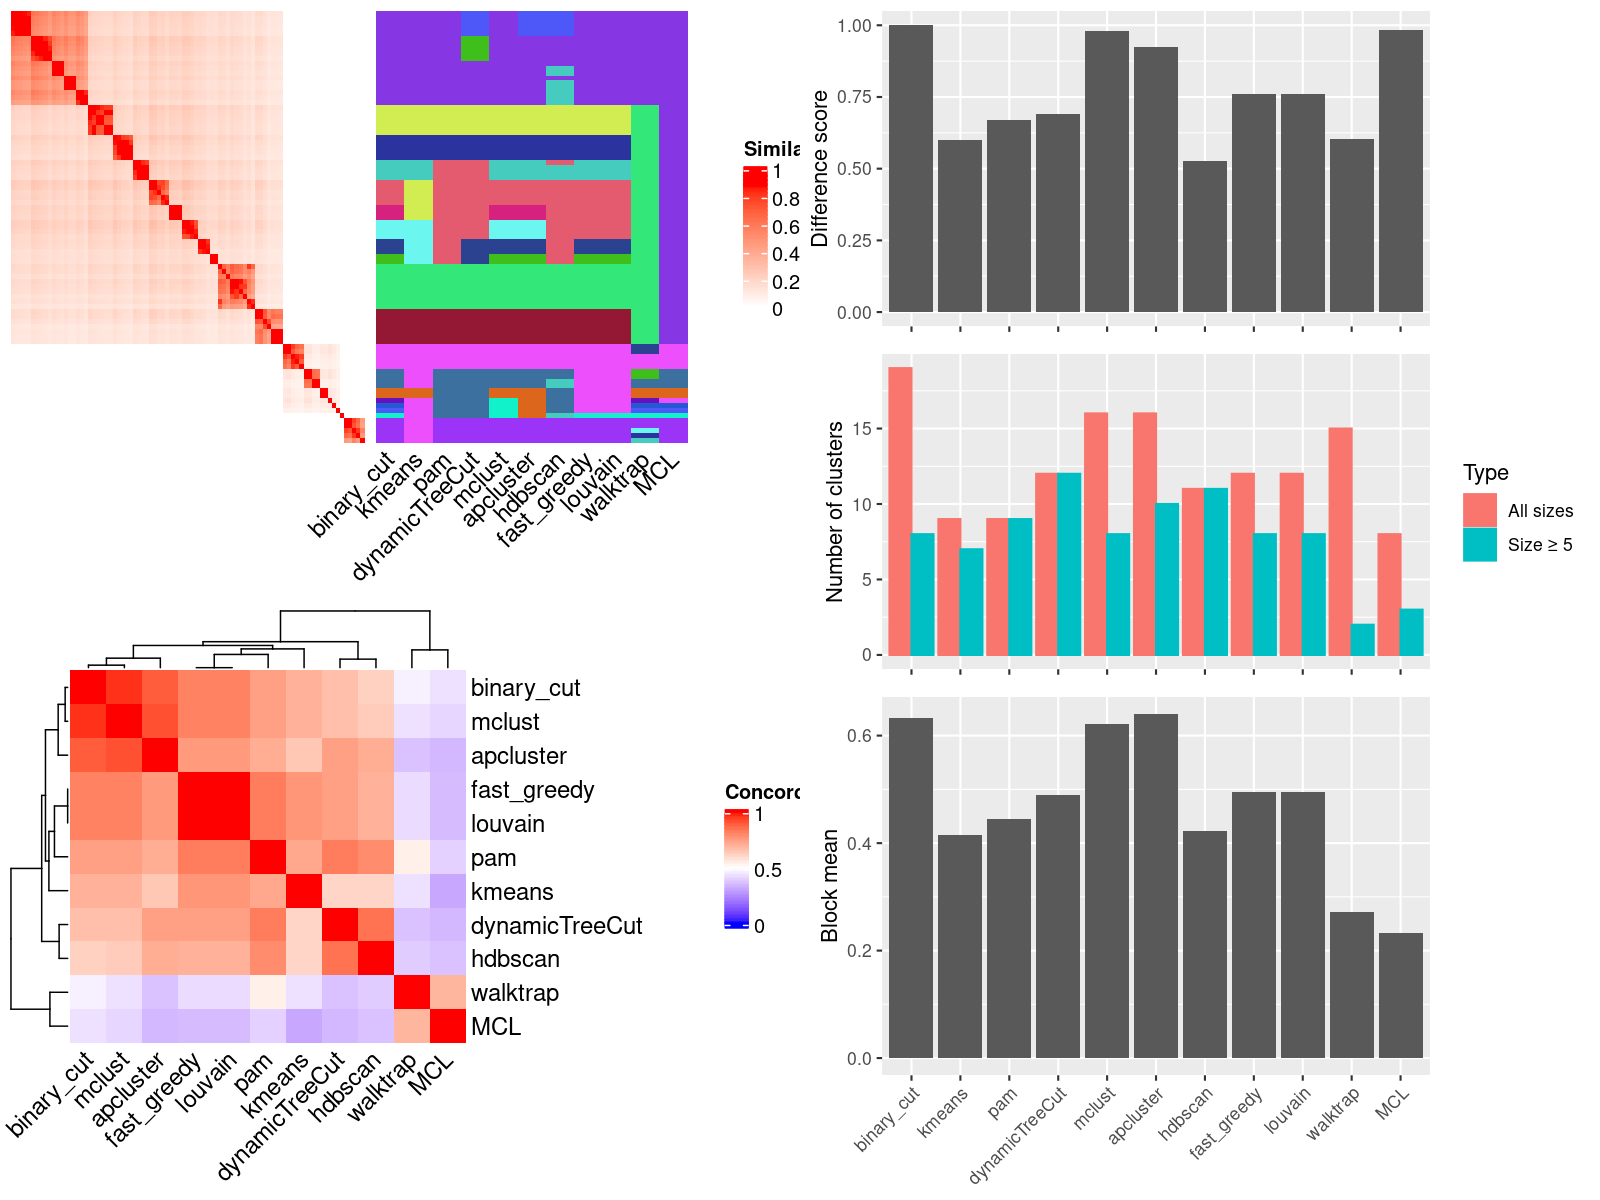 Simila
1
0.8
0.6
0.4
0.2
0
binary_cut
kmeans
pam
dynamicTreeCut
mclust
apcluster
hdbscan
fast_greedy
louvain
walktrap
MCL
Difference score
1.00
0.75
0.50
0.25
0.00
Number of clusters
15
10
5
0
Type
All sizes
Size ≥ 5
binary_cut
mclust
apcluster
fast_greedy
louvain
pam
kmeans
dynamicTreeCut
hdbscan
walktrap
MCL
binary_cut
mclust
apcluster
fast_greedy
louvain
pam
kmeans
dynamicTreeCut
hdbscan
walktrap
MCL
Concord
1
0.5
0
Block mean
0.6
0.4
0.2
0.0
binary_cut
kmeans
pam
dynamicTreeCut
mclust
apcluster
hdbscan
fast_greedy
louvain
walktrap
MCL